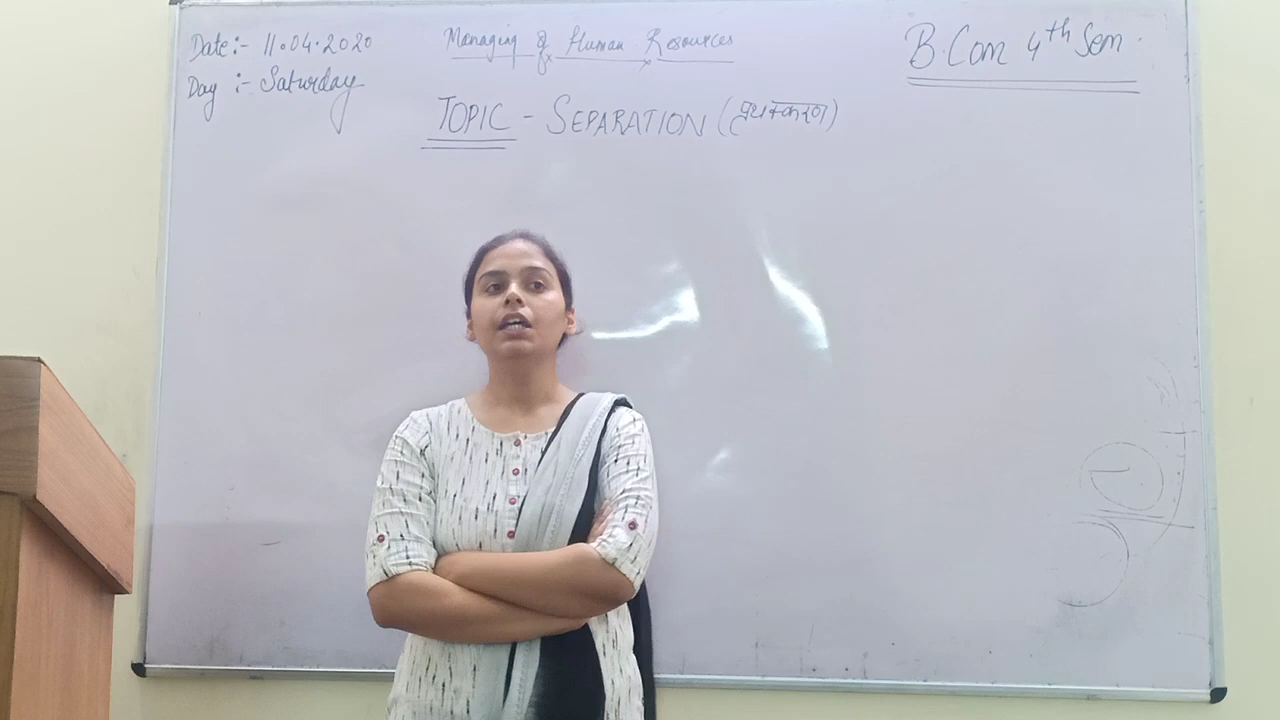 Date:- 11.04.2020
Managing of Human Resources
B.Com 4th Sem.
Day :- Saturday
TOPIC - SEPARATION (पृथक्करण)